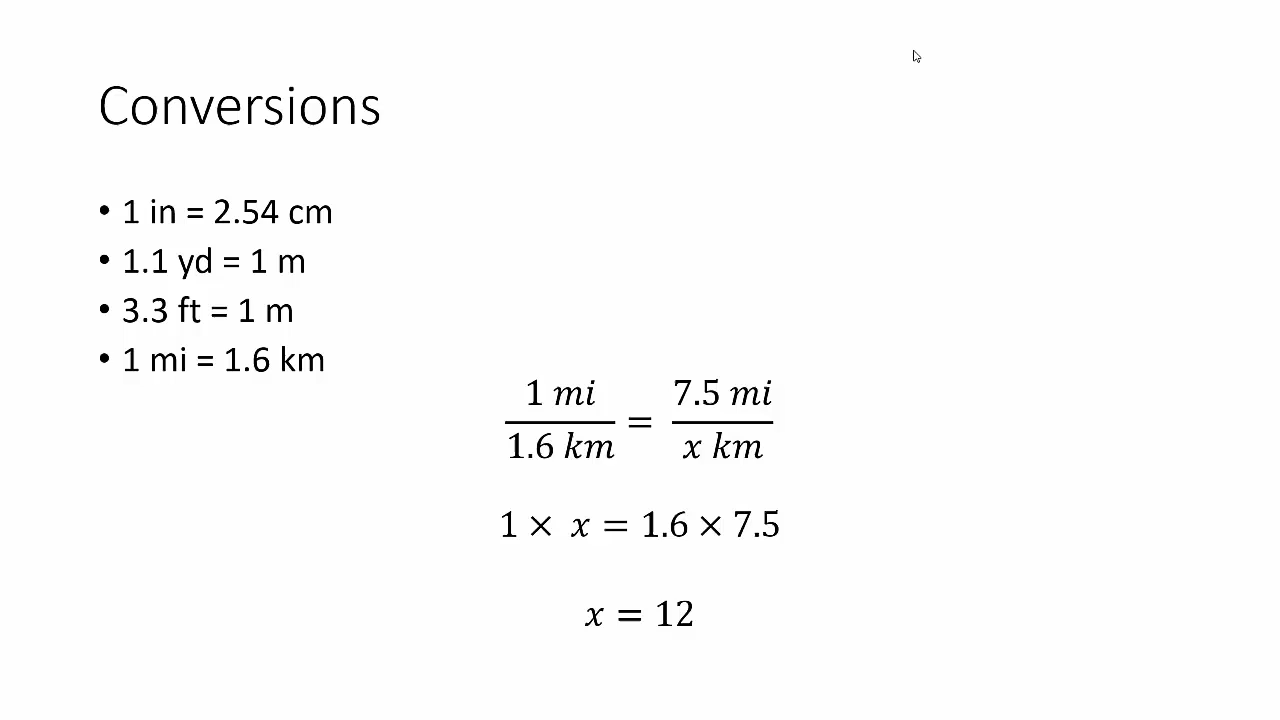 Conversions
• 1 in = 2.54 cm
• 1.1 yd = 1 m
• 3.3 ft = 1 m
• 1 mi = 1.6 km
1 mi / 1.6 km = 7.5 mi / x km
1 × x = 1.6 × 7.5
x = 12